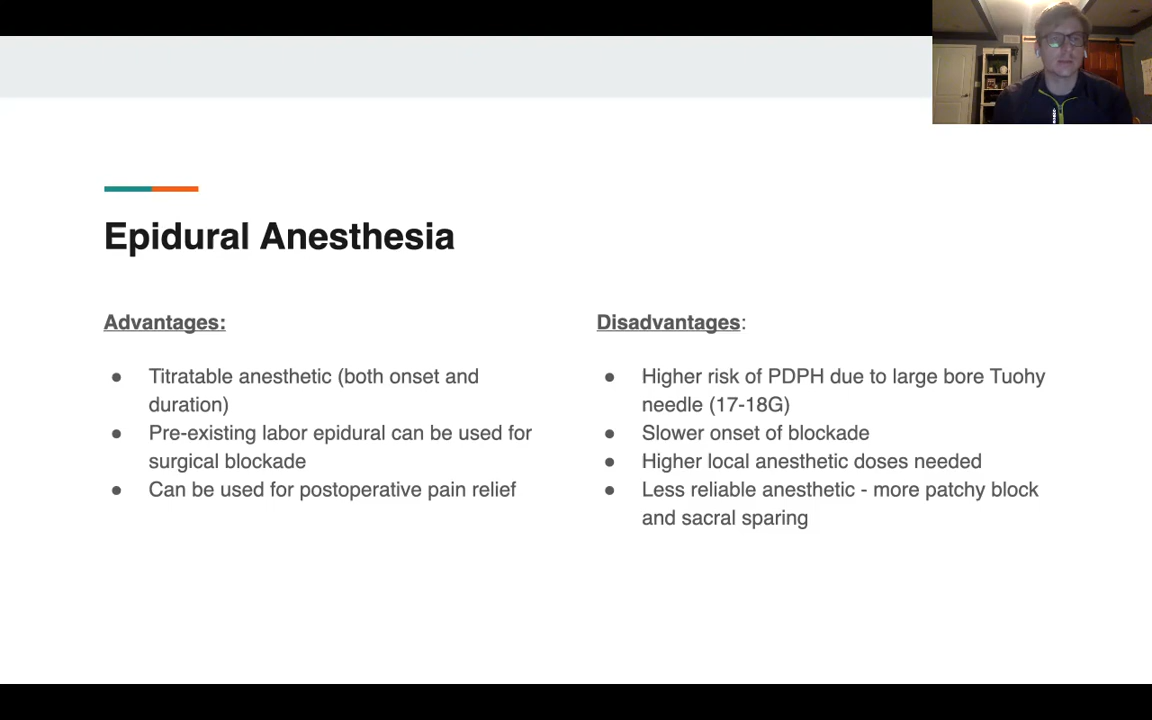 Epidural Anesthesia
Advantages:
● Titratable anesthetic (both onset and
duration)
● Pre-existing labor epidural can be used for
surgical blockade
● Can be used for postoperative pain relief
Disadvantages:
● Higher risk of PDPH due to large bore Tuohy
needle (17-18G)
● Slower onset of blockade
● Higher local anesthetic doses needed
● Less reliable anesthetic - more patchy block
and sacral sparing